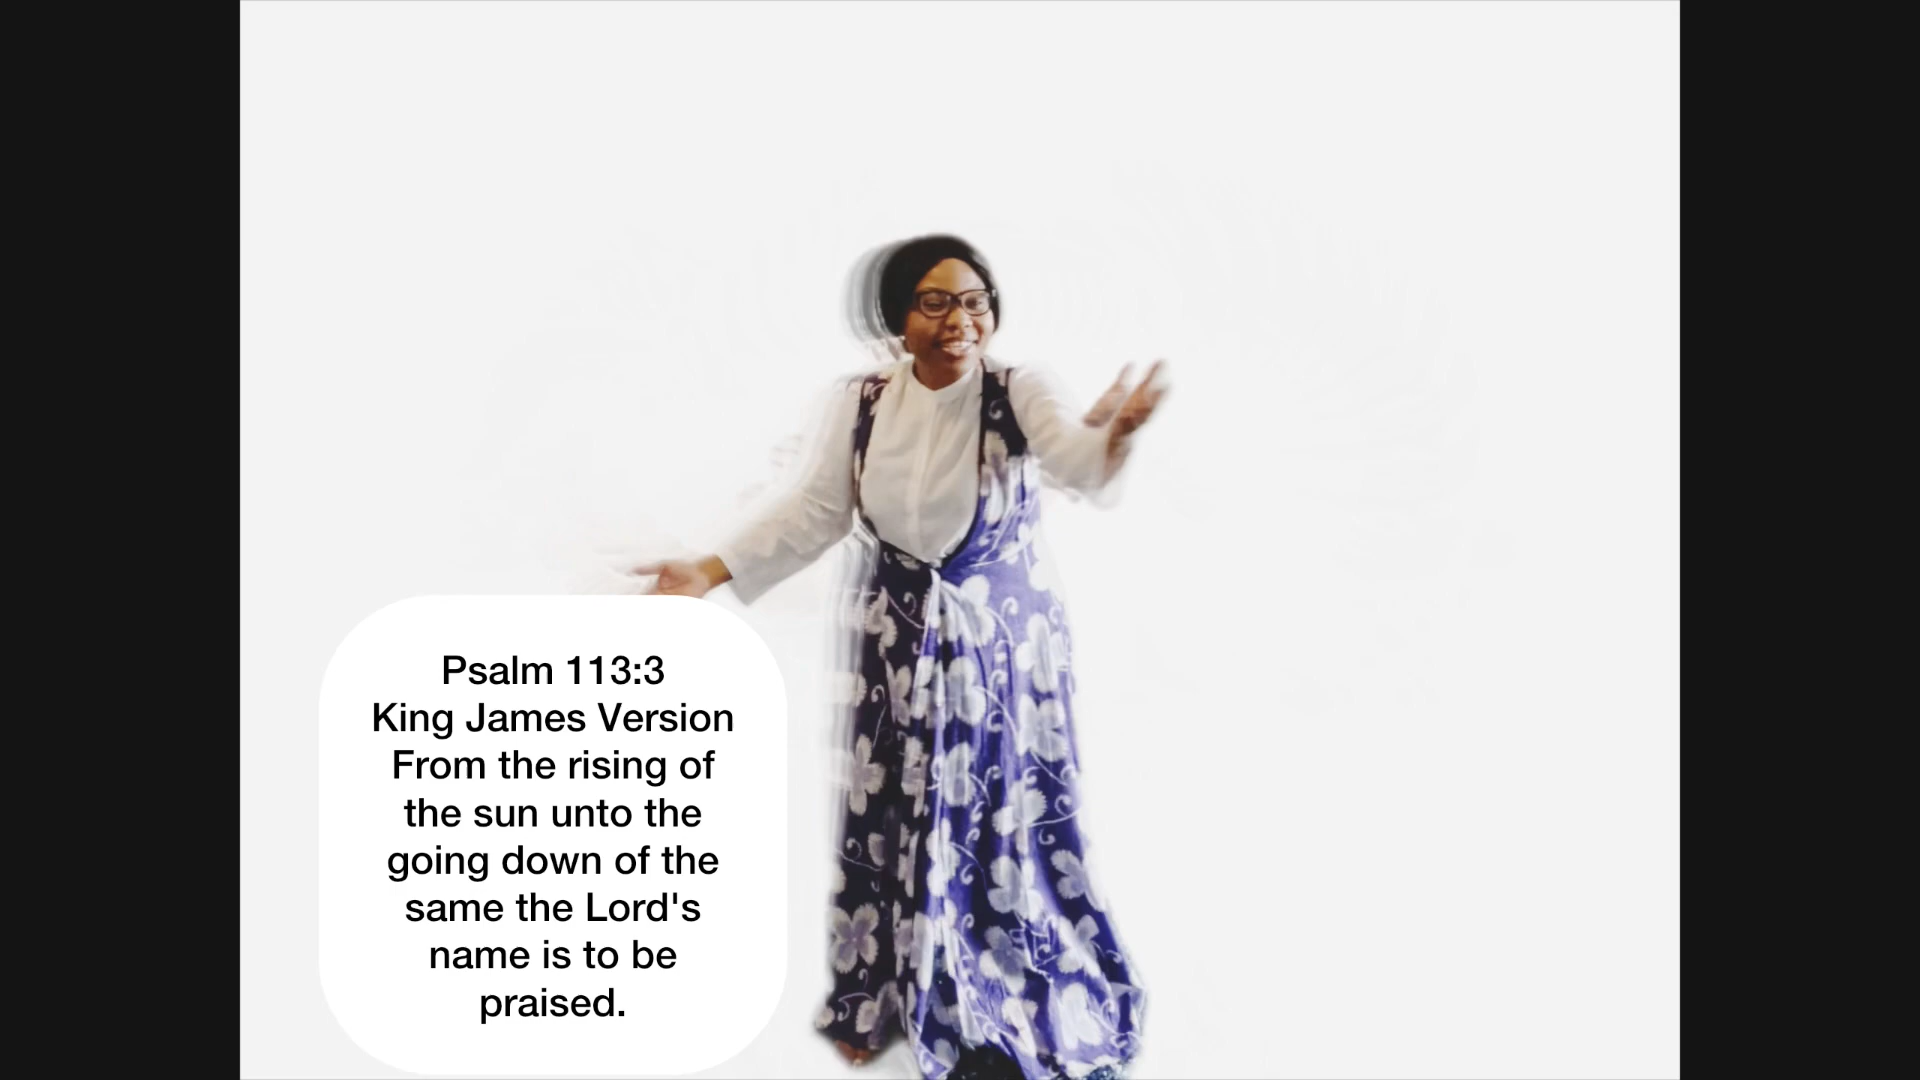 Psalm 113:3
King James Version
From the rising of
the sun unto the
going down of the
same the Lord's
name is to be
praised.